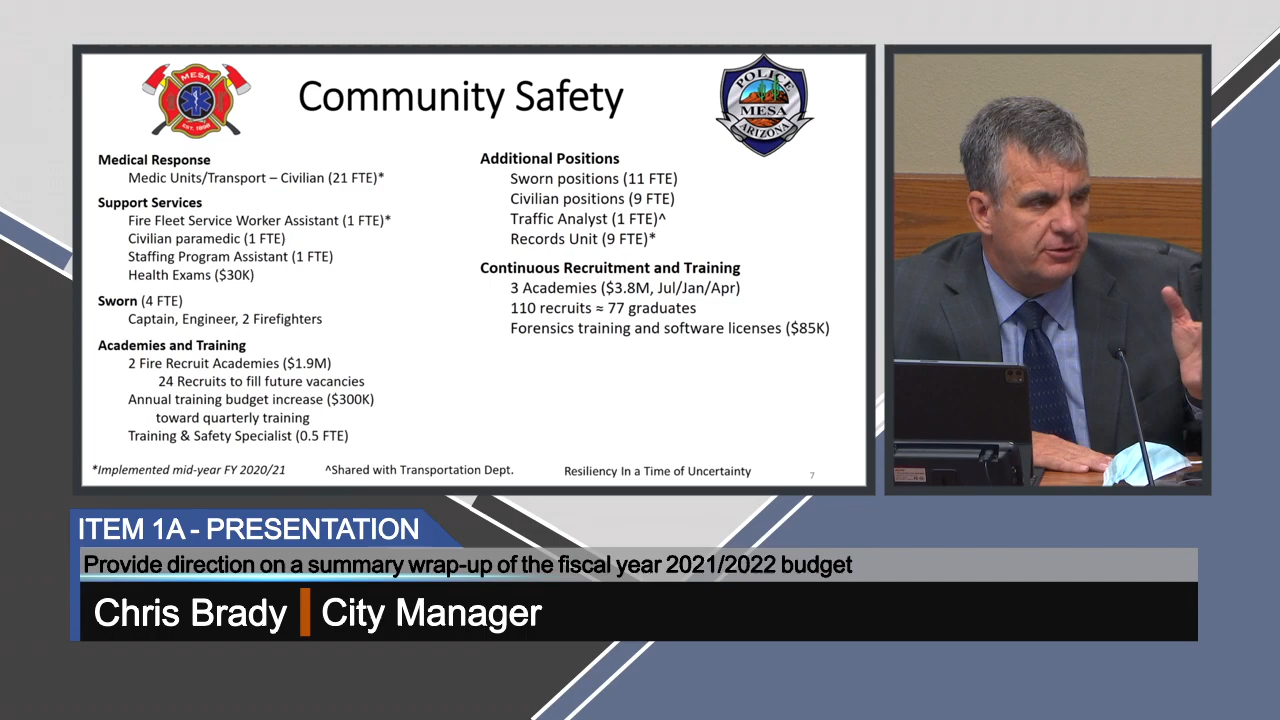 MESA
EST. 1898
Community Safety
POLICE
MESA
ARIZONA
Medical Response
Medic Units/Transport – Civilian (21 FTE)*
Support Services
Fire Fleet Service Worker Assistant (1 FTE)*
Civilian paramedic (1 FTE)
Staffing Program Assistant (1 FTE)
Health Exams ($30K)
Sworn (4 FTE)
Captain, Engineer, 2 Firefighters
Academies and Training
2 Fire Recruit Academies ($1.9M)
24 Recruits to fill future vacancies
Annual training budget increase ($300K)
toward quarterly training
Training & Safety Specialist (0.5 FTE)
Additional Positions
Sworn positions (11 FTE)
Civilian positions (9 FTE)
Traffic Analyst (1 FTE)^
Records Unit (9 FTE)*
Continuous Recruitment and Training
3 Academies ($3.8M, Jul/Jan/Apr)
110 recruits ≈ 77 graduates
Forensics training and software licenses ($85K)
*Implemented mid-year FY 2020/21 ^Shared with Transportation Dept. Resiliency In a Time of Uncertainty 7
ITEM 1A - PRESENTATION
Provide direction on a summary wrap-up of the fiscal year 2021/2022 budget
Chris Brady | City Manager